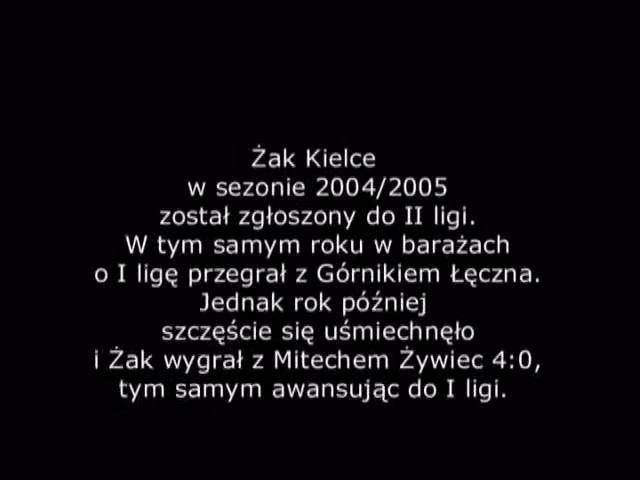 Żak Kielce
w sezonie 2004/2005
został zgłoszony do II ligi.
W tym samym roku w barażach
o I ligę przegrał z Górnikiem Łęczna.
Jednak rok później
szczęście się uśmiechnęło
i Żak wygrał z Mitechem Żywiec 4:0,
tym samym awansując do I ligi.